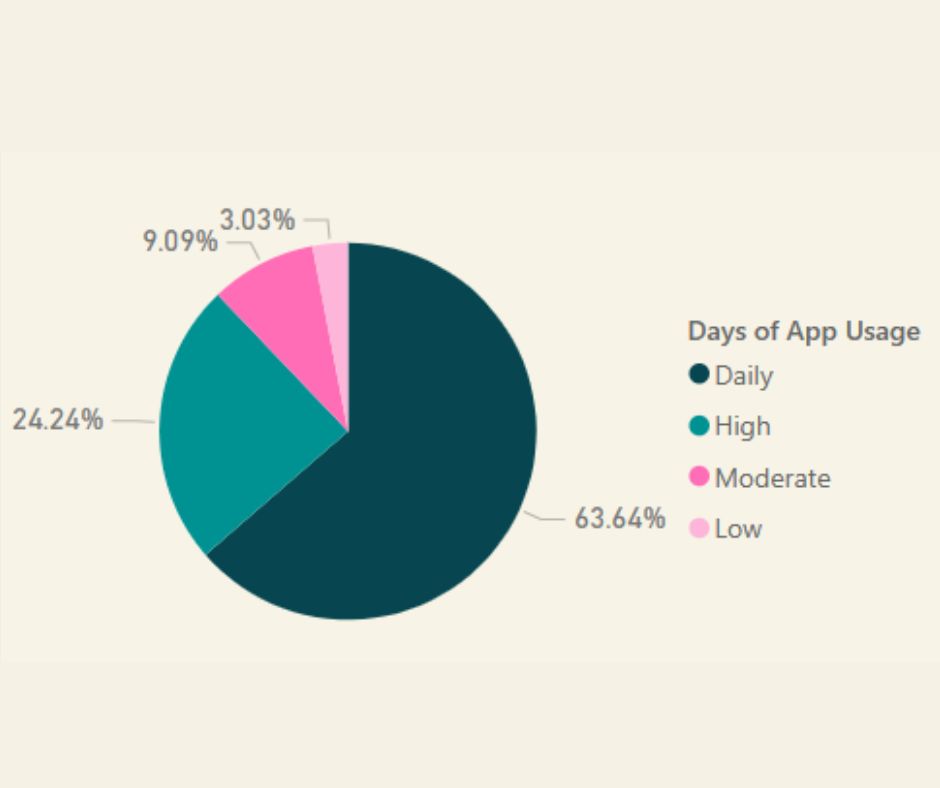 3.03%
9.09%
24.24%
63.64%
Days of App Usage
Daily
High
Moderate
Low